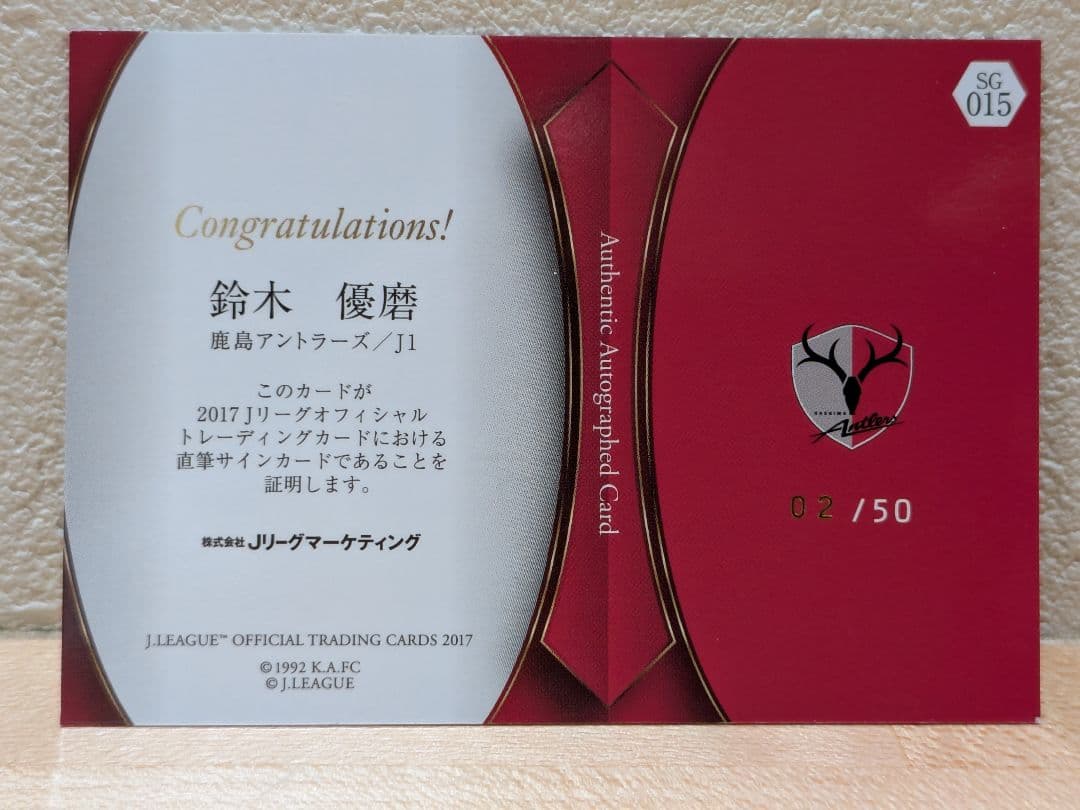 Congratulations!
鈴木 優磨
鹿島アントラーズ／J1
このカードが
2017 Jリーグオフィシャル
トレーディングカードにおける
直筆サインカードであることを
証明します。
株式会社 Jリーグマーケティング
J.LEAGUE™ OFFICIAL TRADING CARDS 2017
©1992 K.A.FC
© J.LEAGUE
Authentic Autographed Card
SG
015
KASHIMA
Antlers
02 /50